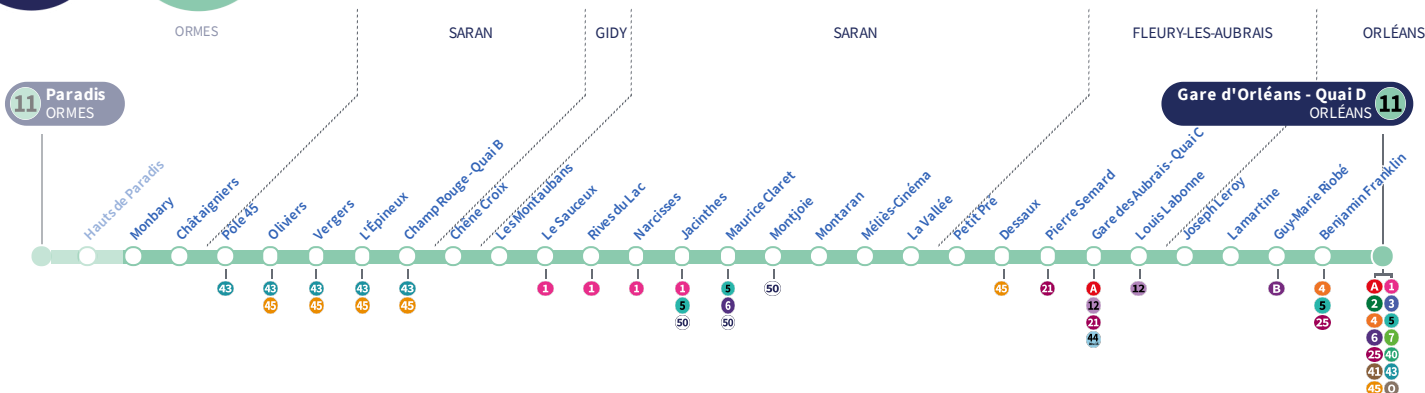 ORMES
SARAN
GIDY
SARAN
FLEURY-LES-AUBRAIS
ORLÉANS
11 Paradis
ORMES
Gare d'Orléans - Quai D 11
ORLÉANS
Hauts de Paradis
Monbary
Châtaigniers
Pôle 45
Oliviers
Vergers
L'Épineux
Champ Rouge - Quai B
Chêne Croix
Les Montaubans
Le Sauceux
Rives du Lac
Narcisses
Jacinthes
Maurice Claret
Montjoie
Montaran
Méliès-Cinéma
La Vallée
Petit Pré
Dessaux
Pierre Semard
Gare des Aubrais - Quai C
Louis Labonne
Joseph Leroy
Lamartine
Guy-Marie Riobé
Benjamin Franklin
43 43 43 43 43 1 1 1 1 5 50 45 21 A 12 B 4 A 1
45 45 45 45 5 6 12 5 2 3
50 50 21 25 4 5
44 6 7
25 40
41 43
45 O